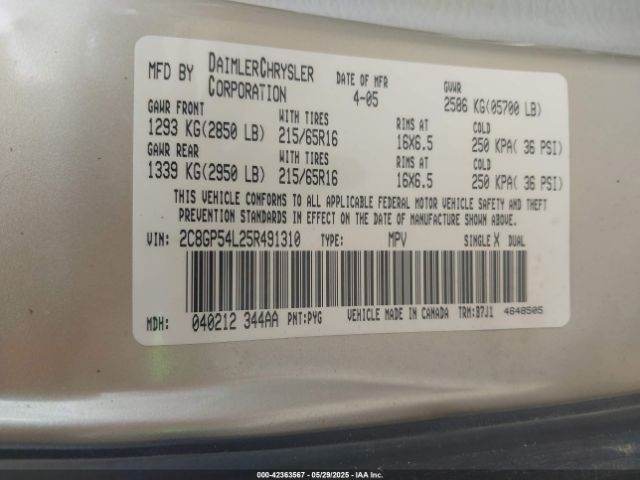 MFD BY DAIMLERCHRYSLER CORPORATION DATE OF MFR 4-05 GVWR 2586 KG(05700 LB)
GAWR FRONT WITH TIRES RIMS AT COLD
1293 KG(2850 LB) 215/65R16 16X6.5 250 KPA( 36 PSI)
GAWR REAR WITH TIRES RIMS AT COLD
1339 KG(2950 LB) 215/65R16 16X6.5 250 KPA( 36 PSI)
THIS VEHICLE CONFORMS TO ALL APPLICABLE FEDERAL MOTOR VEHICLE SAFETY AND THEFT
PREVENTION STANDARDS IN EFFECT ON THE DATE OF MANUFACTURE SHOWN ABOVE.
VIN: 2C8GP54L25R491310 TYPE: MPV SINGLE X DUAL
MDH: 040212 344AA PNT:PYG VEHICLE MADE IN CANADA TRM:B7J1 4648505
000-42363567 - 05/29/2025 - IAA Inc.